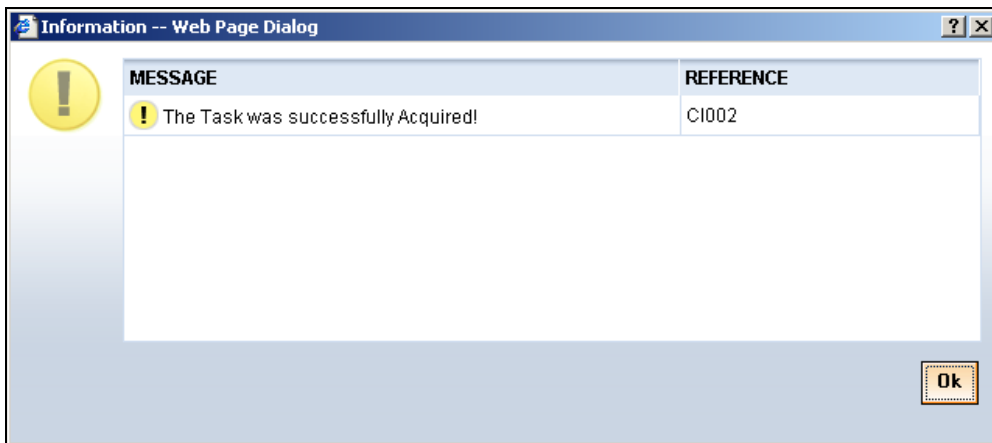 Information -- Web Page Dialog
MESSAGE REFERENCE
The Task was successfully Acquired! CI002
Ok